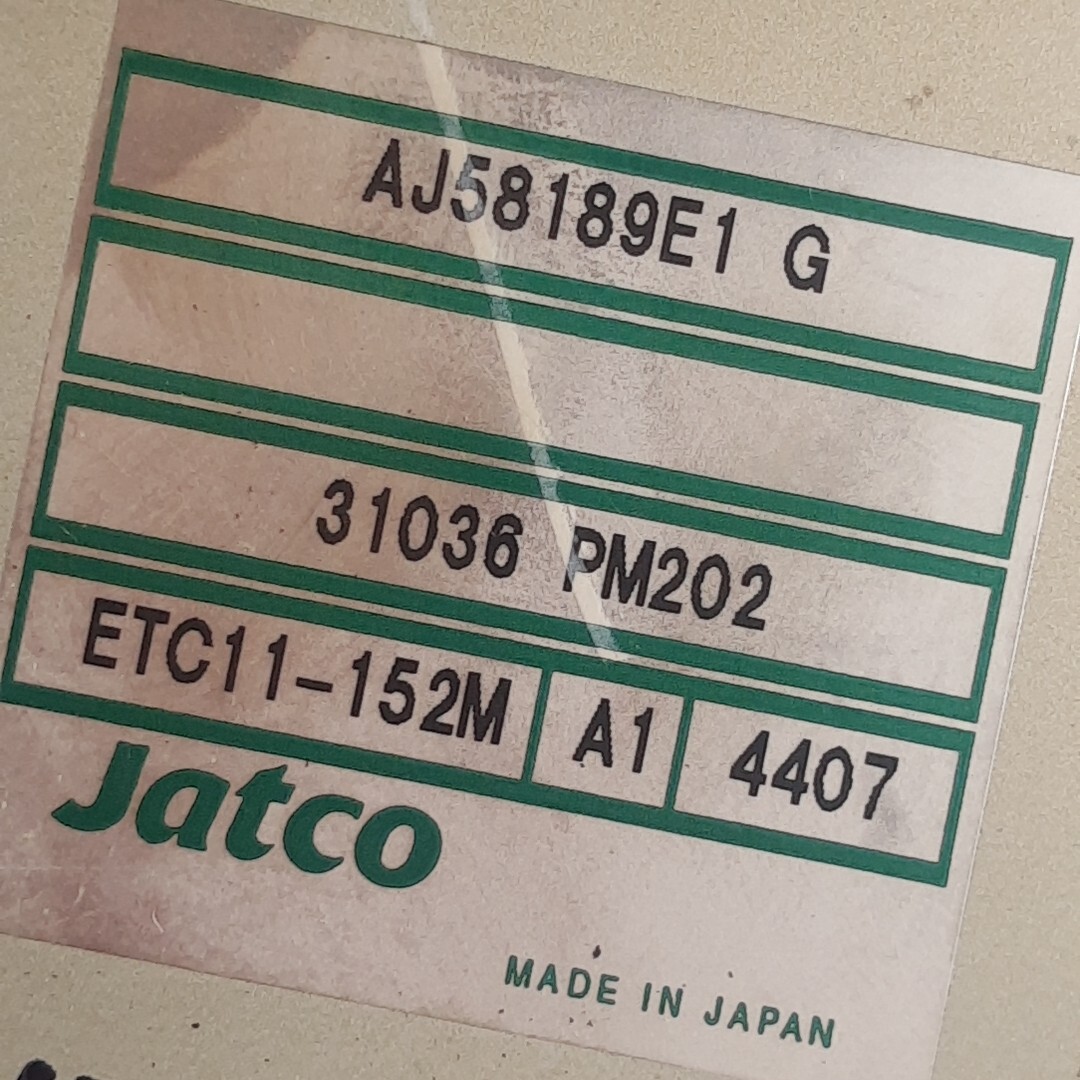 AJ58189E1 G
31036 PM202
ETC11-152M A1 4407
Jatco
MADE IN JAPAN